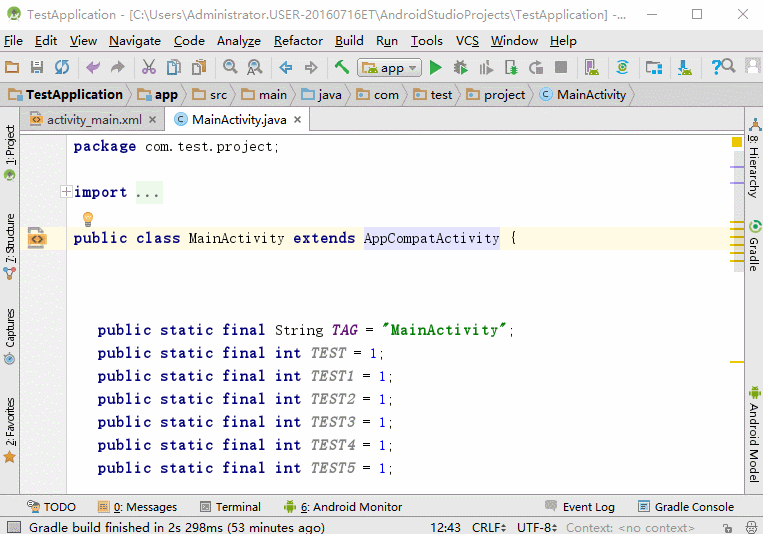 TestApplication - [C:\Users\Administrator.USER-20160716ET\AndroidStudioProjects\TestApplication] -...
File Edit View Navigate Code Analyze Refactor Build Run Tools VCS Window Help
app
TestApplication app src main java com test project MainActivity
activity_main.xml MainActivity.java
1: Project
7: Structure
Captures
2: Favorites
package com.test.project;
import ...
public class MainActivity extends AppCompatActivity {
public static final String TAG = "MainActivity";
public static final int TEST = 1;
public static final int TEST1 = 1;
public static final int TEST2 = 1;
public static final int TEST3 = 1;
public static final int TEST4 = 1;
public static final int TEST5 = 1;
8: Hierarchy
Gradle
Android Model
TODO 0: Messages Terminal 6: Android Monitor Event Log Gradle Console
Gradle build finished in 2s 298ms (53 minutes ago) 12:43 CRLF UTF-8 Context: <no context>